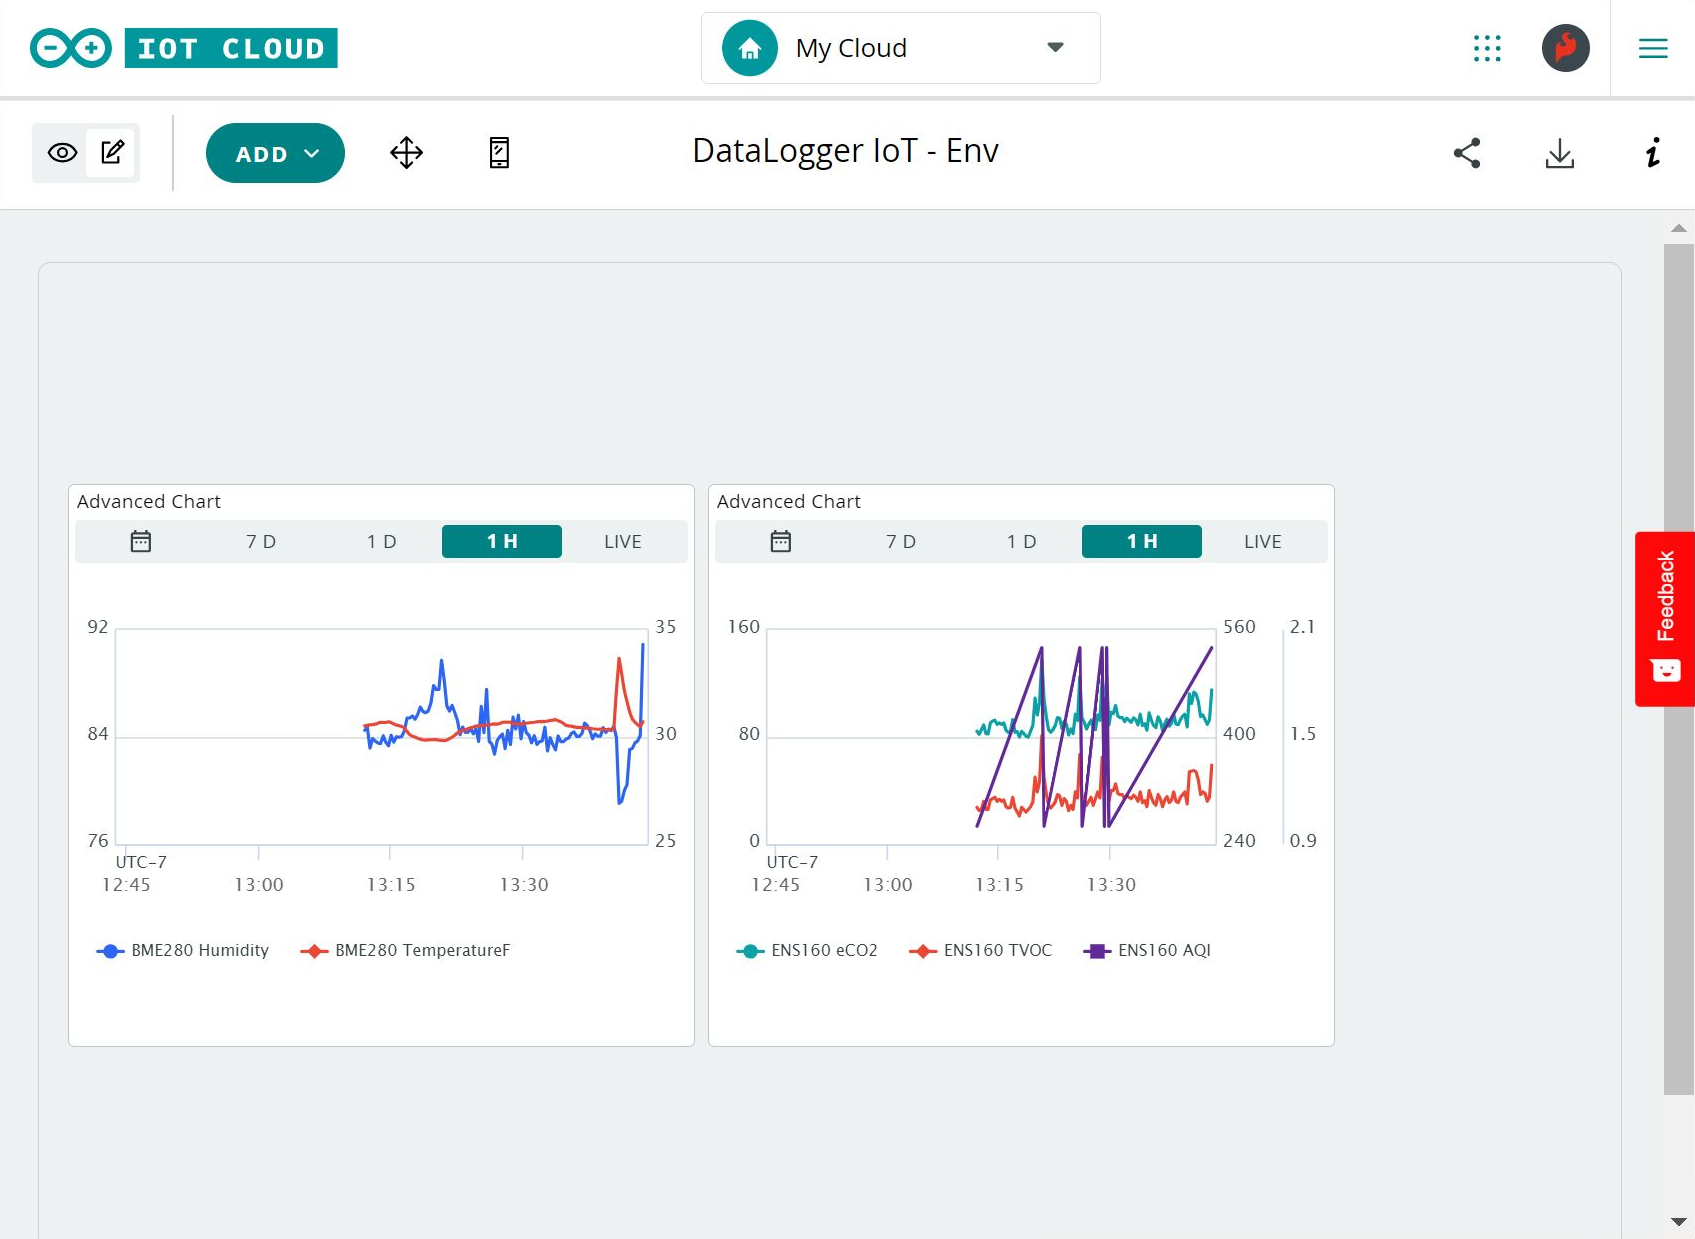 IOT CLOUD
My Cloud
ADD
DataLogger IoT - Env
Advanced Chart
7 D 1 D 1 H LIVE
92
84
76
35
30
25
UTC-7
12:45 13:00 13:15 13:30
BME280 Humidity BME280 TemperatureF
Advanced Chart
7 D 1 D 1 H LIVE
160
80
0
560
400
240
2.1
1.5
0.9
UTC-7
12:45 13:00 13:15 13:30
ENS160 eCO2 ENS160 TVOC ENS160 AQI
Feedback